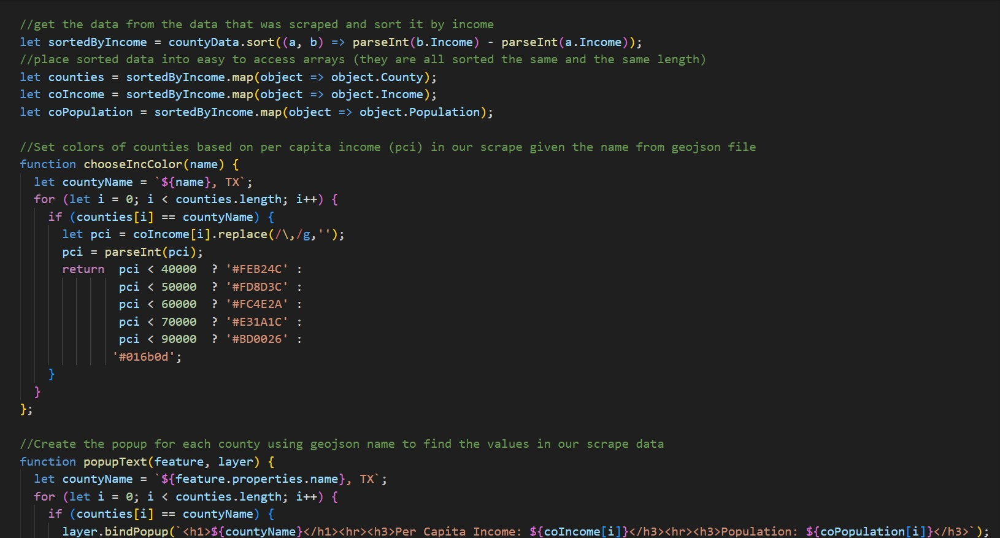 //get the data from the data that was scraped and sort it by income
let sortedByIncome = countyData.sort((a, b) => parseInt(b.Income) - parseInt(a.Income));
//place sorted data into easy to access arrays (they are all sorted the same and the same length)
let counties = sortedByIncome.map(object => object.County);
let coIncome = sortedByIncome.map(object => object.Income);
let coPopulation = sortedByIncome.map(object => object.Population);

//Set colors of counties based on per capita income (pci) in our scrape given the name from geojson file
function chooseIncColor(name) {
  let countyName = `${name}, TX`;
  for (let i = 0; i < counties.length; i++) {
    if (counties[i] == countyName) {
      let pci = coIncome[i].replace(/\,/g,'');
      pci = parseInt(pci);
      return  pci < 40000  ? '#FEB24C' :
              pci < 50000  ? '#FD8D3C' :
              pci < 60000  ? '#FC4E2A' :
              pci < 70000  ? '#E31A1C' :
              pci < 90000  ? '#BD0026' :
             '#016b0d';
    }
  }
};

//Create the popup for each county using geojson name to find the values in our scrape data
function popupText(feature, layer) {
  let countyName = `${feature.properties.name}, TX`;
  for (let i = 0; i < counties.length; i++) {
    if (counties[i] == countyName) {
      layer.bindPopup(`<h1>${countyName}</h1><hr><h3>Per Capita Income: ${coIncome[i]}</h3><hr><h3>Population: ${coPopulation[i]}</h3>`);